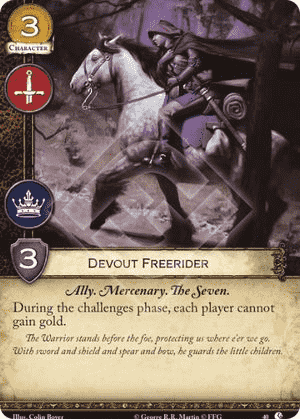 3
CHARACTER
3
DEVOUT FREERIDER
Ally. Mercenary. The Seven.
During the challenges phase, each player cannot
gain gold.
The Warrior stands before the foe, protecting us where e'er we go.
With sword and shield and spear and bow, he guards the little children.
Illus. Colin Boyer © George R.R. Martin © FFG 40